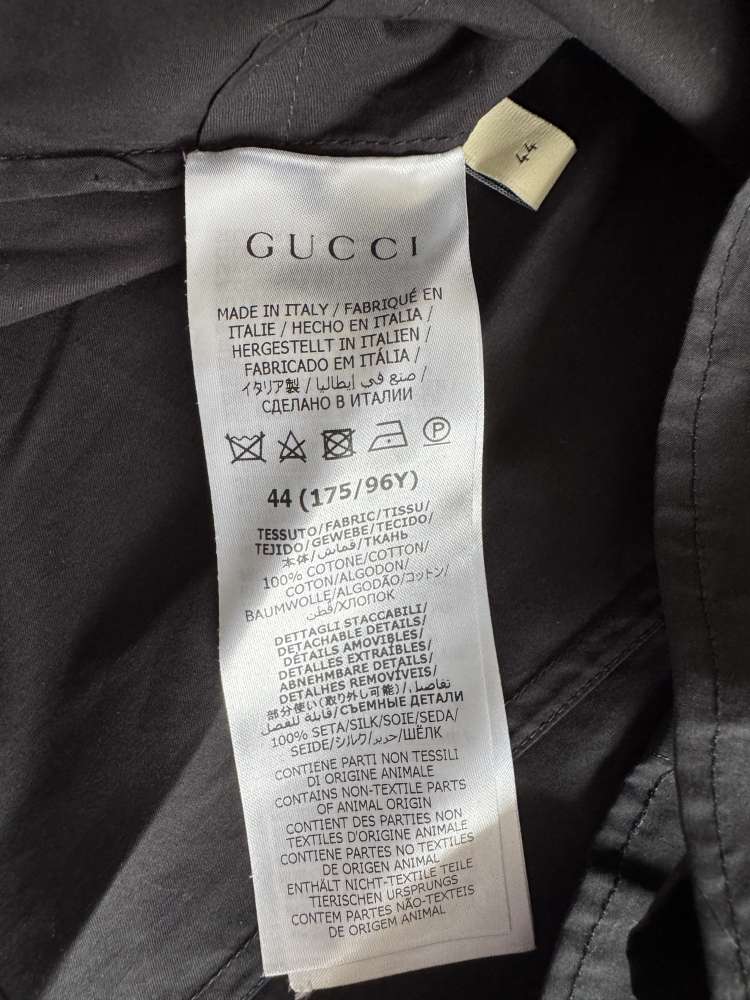 44
GUCCI
MADE IN ITALY / FABRIQUÉ EN
ITALIE / HECHO EN ITALIA /
HERGESTELLT IN ITALIEN /
FABRICADO EM ITÁLIA /
イタリア製 / صنع في إيطاليا /
СДЕЛАНО В ИТАЛИИ
P
44 (175/96Y)
TESSUTO/FABRIC/TISSU/
TEJIDO/GEWEBE/TECIDO/
本体/قماش/ТКАНЬ
100% COTONE/COTTON/
COTON/ALGODON/
BAUMWOLLE/ALGODÃO/コットン/
قطن/ХЛОПОК
DETTAGLI STACCABILI/
DETACHABLE DETAILS/
DÉTAILS AMOVIBLES/
DETALLES EXTRAÍBLES/
ABNEHMBARE DETAILS/
DETALHES REMOVÍVEIS/
部分使い(取り外し可能)/تفاصيل
قابلة للفصل/СЪЕМНЫЕ ДЕТАЛИ
100% SETA/SILK/SOIE/SEDA/
SEIDE/シルク/حرير/ШЁЛК
CONTIENE PARTI NON TESSILI
DI ORIGINE ANIMALE
CONTAINS NON-TEXTILE PARTS
OF ANIMAL ORIGIN
CONTIENT DES PARTIES NON
TEXTILES D'ORIGINE ANIMALE
CONTIENE PARTES NO TEXTILES
DE ORIGEN ANIMAL
ENTHÄLT NICHT-TEXTILE TEILE
TIERISCHEN URSPRUNGS
CONTEM PARTES NÃO-TEXTEIS
DE ORIGEM ANIMAL